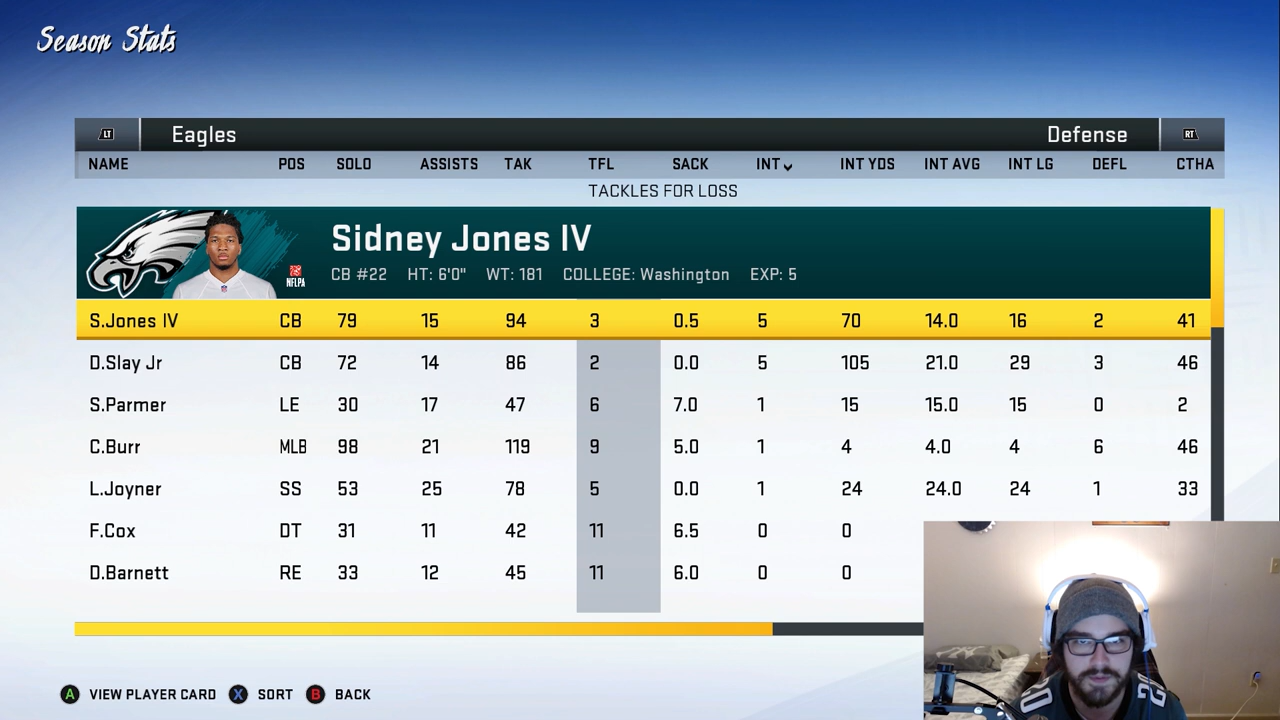 Season Stats
LT Eagles Defense RT
NAME POS SOLO ASSISTS TAK TFL SACK INT INT YDS INT AVG INT LG DEFL CTHA
TACKLES FOR LOSS
Sidney Jones IV
CB #22 HT: 6'0" WT: 181 COLLEGE: Washington EXP: 5
NFLPA
S.Jones IV CB 79 15 94 3 0.5 5 70 14.0 16 2 41
D.Slay Jr CB 72 14 86 2 0.0 5 105 21.0 29 3 46
S.Parmer LE 30 17 47 6 7.0 1 15 15.0 15 0 2
C.Burr MLB 98 21 119 9 5.0 1 4 4.0 4 6 46
L.Joyner SS 53 25 78 5 0.0 1 24 24.0 24 1 33
F.Cox DT 31 11 42 11 6.5 0 0
D.Barnett RE 33 12 45 11 6.0 0 0
A VIEW PLAYER CARD X SORT B BACK
20